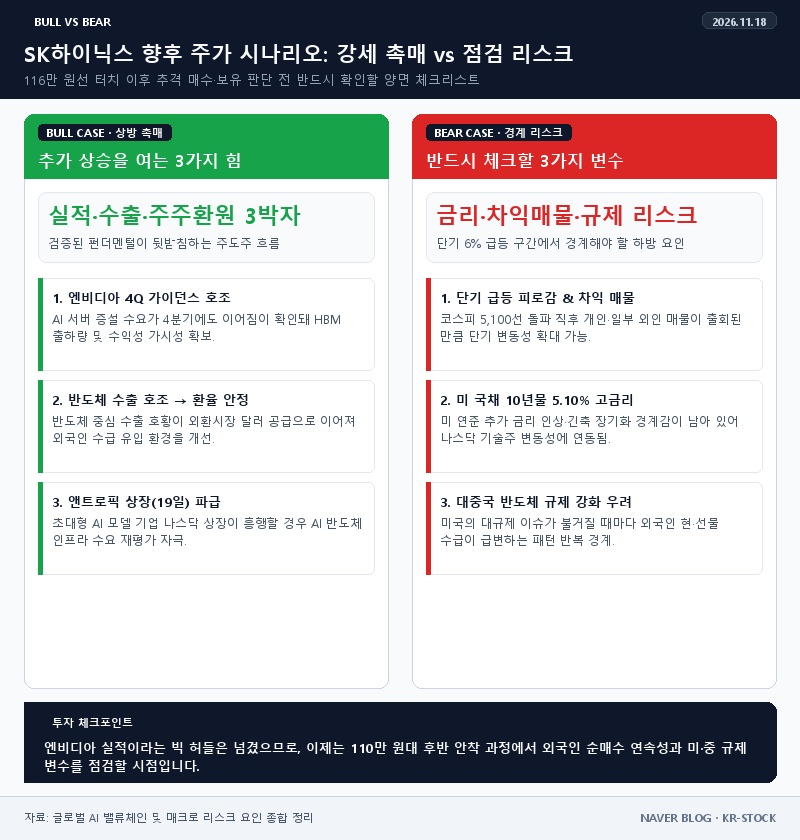 BULL VS BEAR
2026.11.18
SK하이닉스 향후 주가 시나리오: 강세 촉매 vs 점검 리스크
116만 원선 터치 이후 추격 매수·보유 판단 전 반드시 확인할 양면 체크리스트
BULL CASE · 상방 촉매
추가 상승을 여는 3가지 힘
실적·수출·주주환원 3박자
검증된 펀더멘털이 뒷받침하는 주도주 흐름
1. 엔비디아 4Q 가이던스 호조
AI 서버 증설 수요가 4분기에도 이어짐이 확인돼 HBM
출하량 및 수익성 가시성 확보.
2. 반도체 수출 호조 → 환율 안정
반도체 중심 수출 호황이 외환시장 달러 공급으로 이어져
외국인 수급 유입 환경을 개선.
3. 앤트로픽 상장(19일) 파급
초대형 AI 모델 기업 나스닥 상장이 흥행할 경우 AI 반도체
인프라 수요 재평가 자극.
BEAR CASE · 경계 리스크
반드시 체크할 3가지 변수
금리·차익매물·규제 리스크
단기 6% 급등 구간에서 경계해야 할 하방 요인
1. 단기 급등 피로감 & 차익 매물
코스피 5,100선 돌파 직후 개인·일부 외인 매물이 출회된
만큼 단기 변동성 확대 가능.
2. 미 국채 10년물 5.10% 고금리
미 연준 추가 금리 인상·긴축 장기화 경계감이 남아 있어
나스닥 기술주 변동성에 연동됨.
3. 대중국 반도체 규제 강화 우려
미국의 대규제 이슈가 불거질 때마다 외국인 현·선물
수급이 급변하는 패턴 반복 경계.
투자 체크포인트
엔비디아 실적이라는 빅 허들은 넘겼으므로, 이제는 110만 원대 후반 안착 과정에서 외국인 순매수 연속성과 미·중 규제
변수를 점검할 시점입니다.
자료: 글로벌 AI 밸류체인 및 매크로 리스크 요인 종합 정리
NAVER BLOG · KR-STOCK